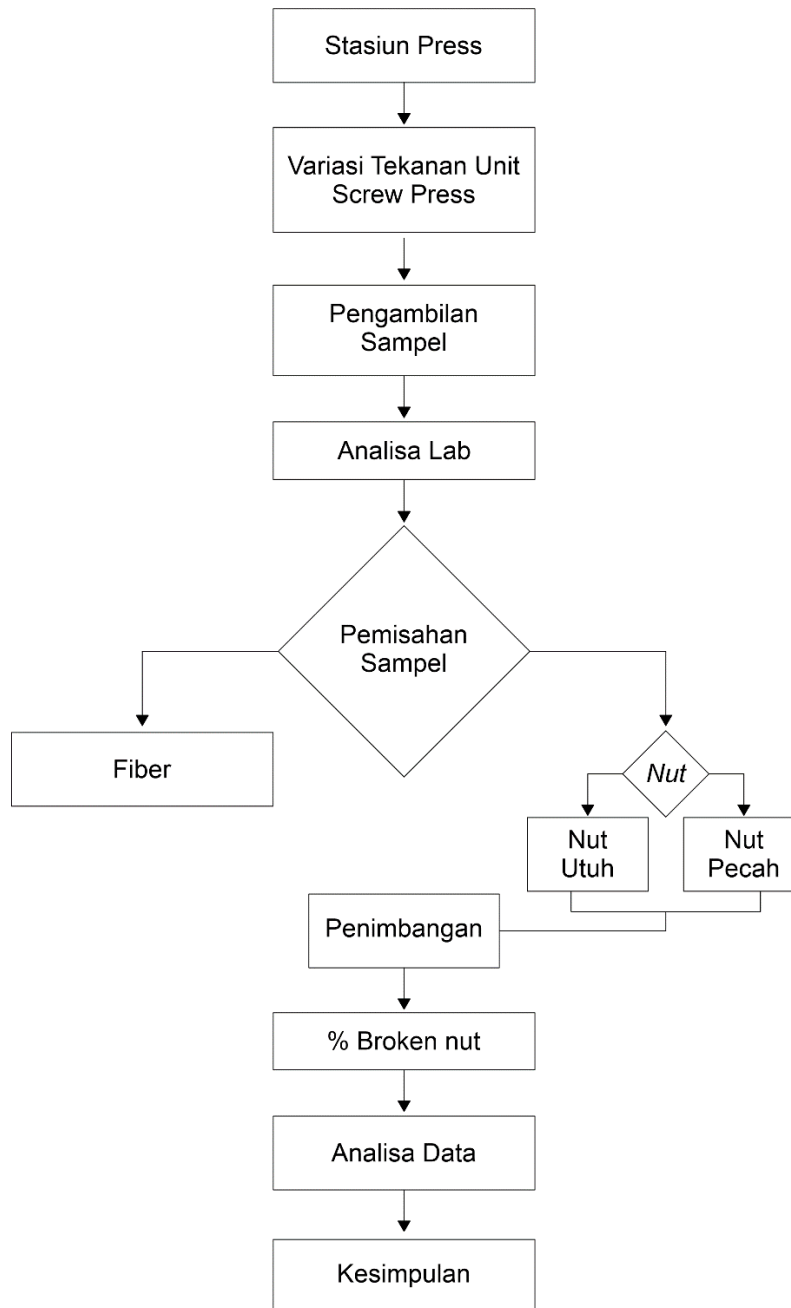 Stasiun Press
Variasi Tekanan Unit
Screw Press
Pengambilan
Sampel
Analisa Lab
Pemisahan
Sampel
Fiber
Nut
Nut
Utuh
Nut
Pecah
Penimbangan
% Broken nut
Analisa Data
Kesimpulan